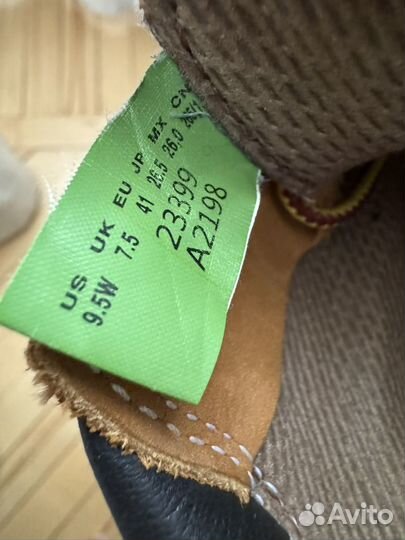 US UK EU JP MX CN
9.5W 7.5 41 26.5 26.0
23399
A2198
Avito